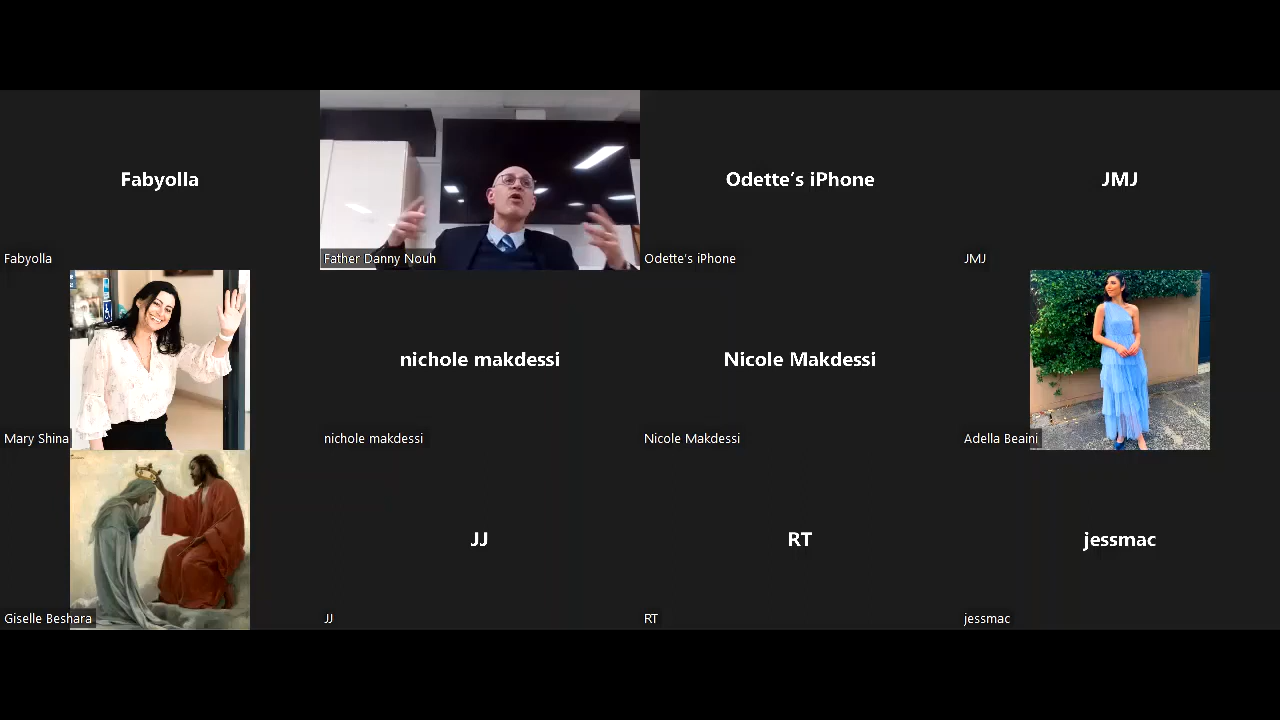 Fabyolla
Odette’s iPhone
JMJ
Fabyolla
Father Danny Nouh
Odette's iPhone
JMJ
nichole makdessi
Nicole Makdessi
Mary Shina
nichole makdessi
Nicole Makdessi
Adella Beaini
JJ
RT
jessmac
Giselle Beshara
JJ
RT
jessmac